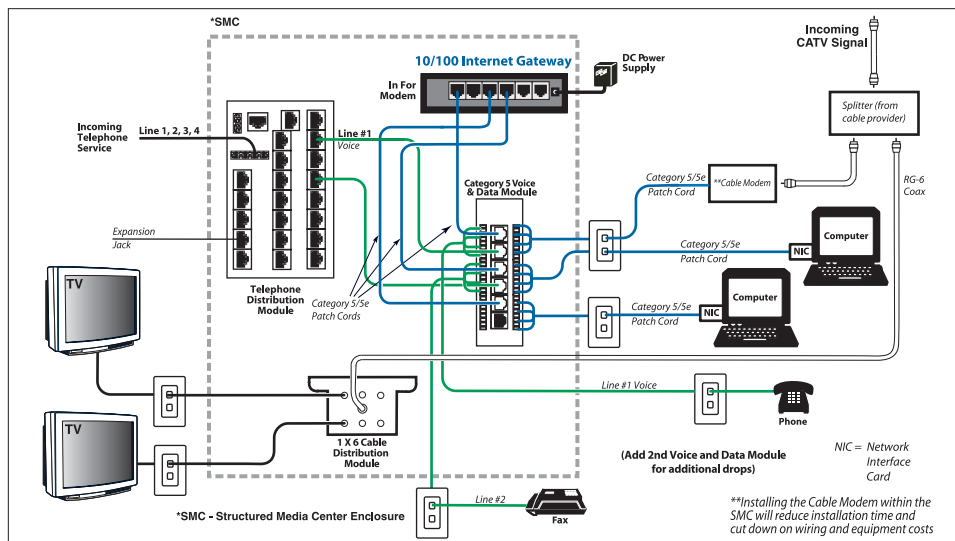 *SMC
Incoming
CATV Signal
10/100 Internet Gateway
DC Power
Supply
In For
Modem
Splitter (from
cable provider)
Incoming
Telephone
Service
Line 1, 2, 3, 4
Line #1
Voice
Category 5 Voice
& Data Module
Category 5/5e
Patch Cord
**Cable Modem
RG-6
Coax
Expansion
Jack
Computer
Category 5/5e
Patch Cord
NIC
Telephone
Distribution
Module
Category 5/5e
Patch Cords
TV
Computer
Category 5/5e
Patch Cord
NIC
Line #1 Voice
Phone
TV
1 X 6 Cable
Distribution
Module
(Add 2nd Voice and Data Module
for additional drops)
NIC = Network
Interface
Card
Line #2
Fax
*SMC - Structured Media Center Enclosure
**Installing the Cable Modem within the
SMC will reduce installation time and
cut down on wiring and equipment costs